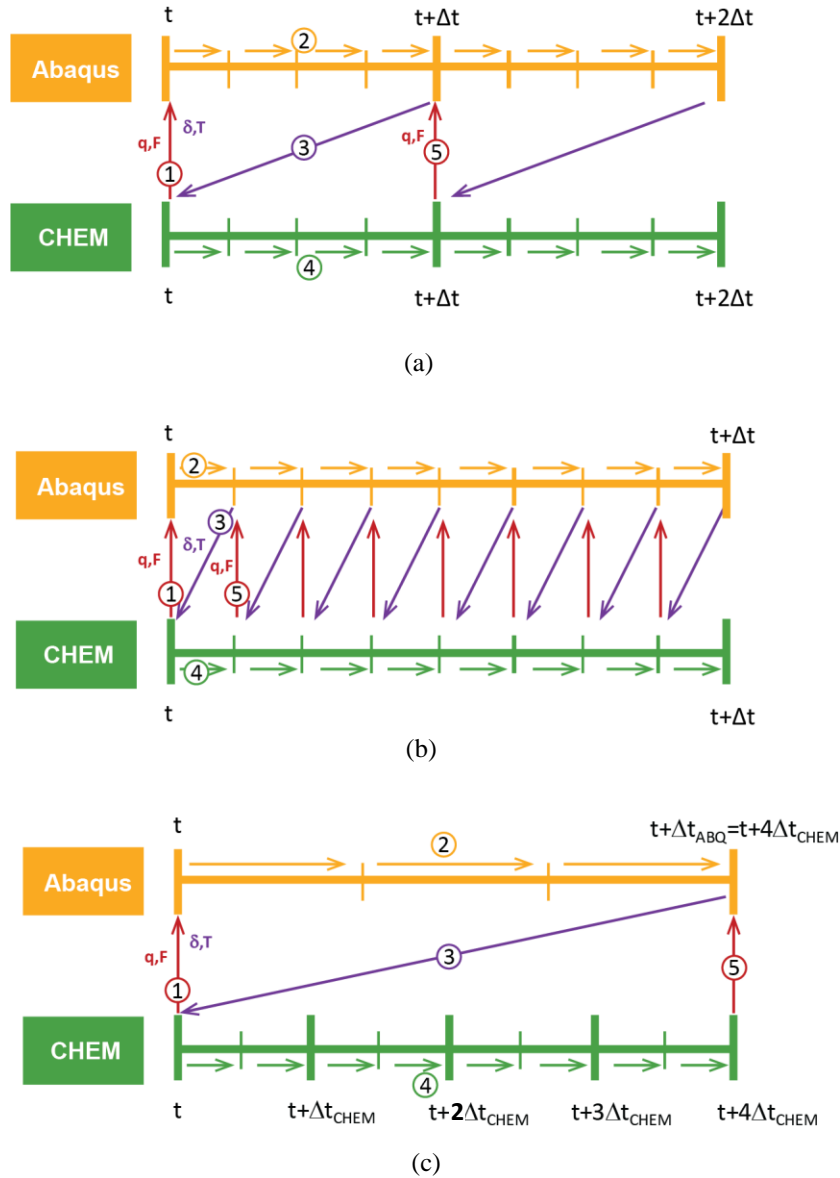 t t+Δt t+2Δt
2
Abaqus
δ,T
q,F 3 q,F
1 5
CHEM
4
t t+Δt t+2Δt
(a)
t t+Δt
2
Abaqus
3
δ,T
q,F q,F
1 5
CHEM
4
t t+Δt
(b)
t t+Δt_ABQ=t+4Δt_CHEM
2
Abaqus
δ,T
q,F 3
1 5
CHEM
4
t t+Δt_CHEM t+2Δt_CHEM t+3Δt_CHEM t+4Δt_CHEM
(c)